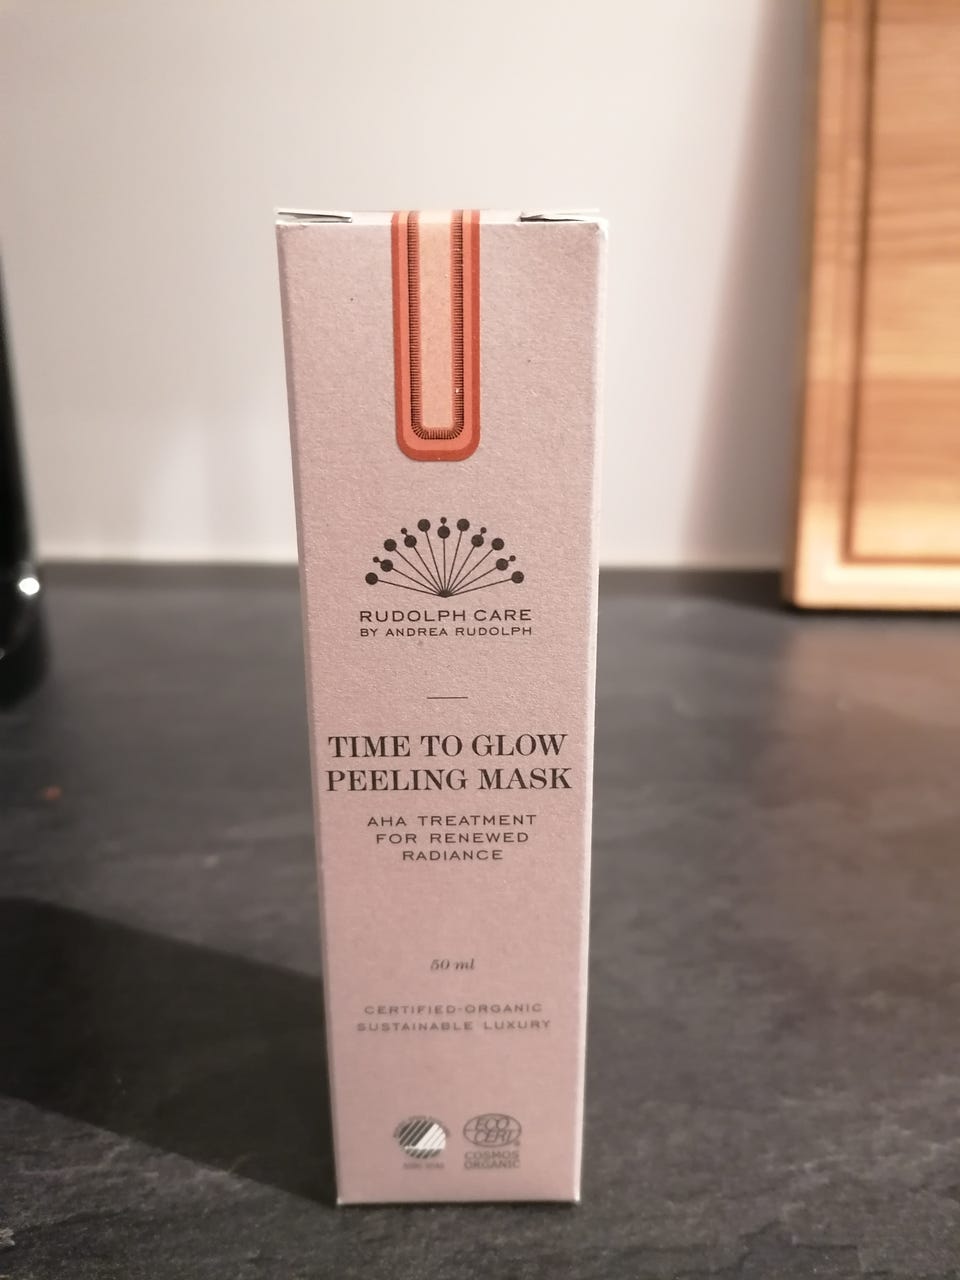 RUDOLPH CARE
BY ANDREA RUDOLPH
TIME TO GLOW
PEELING MASK
AHA TREATMENT
FOR RENEWED
RADIANCE
50 ml
CERTIFIED-ORGANIC
SUSTAINABLE LUXURY
ECO
CERT
COSMOS
ORGANIC